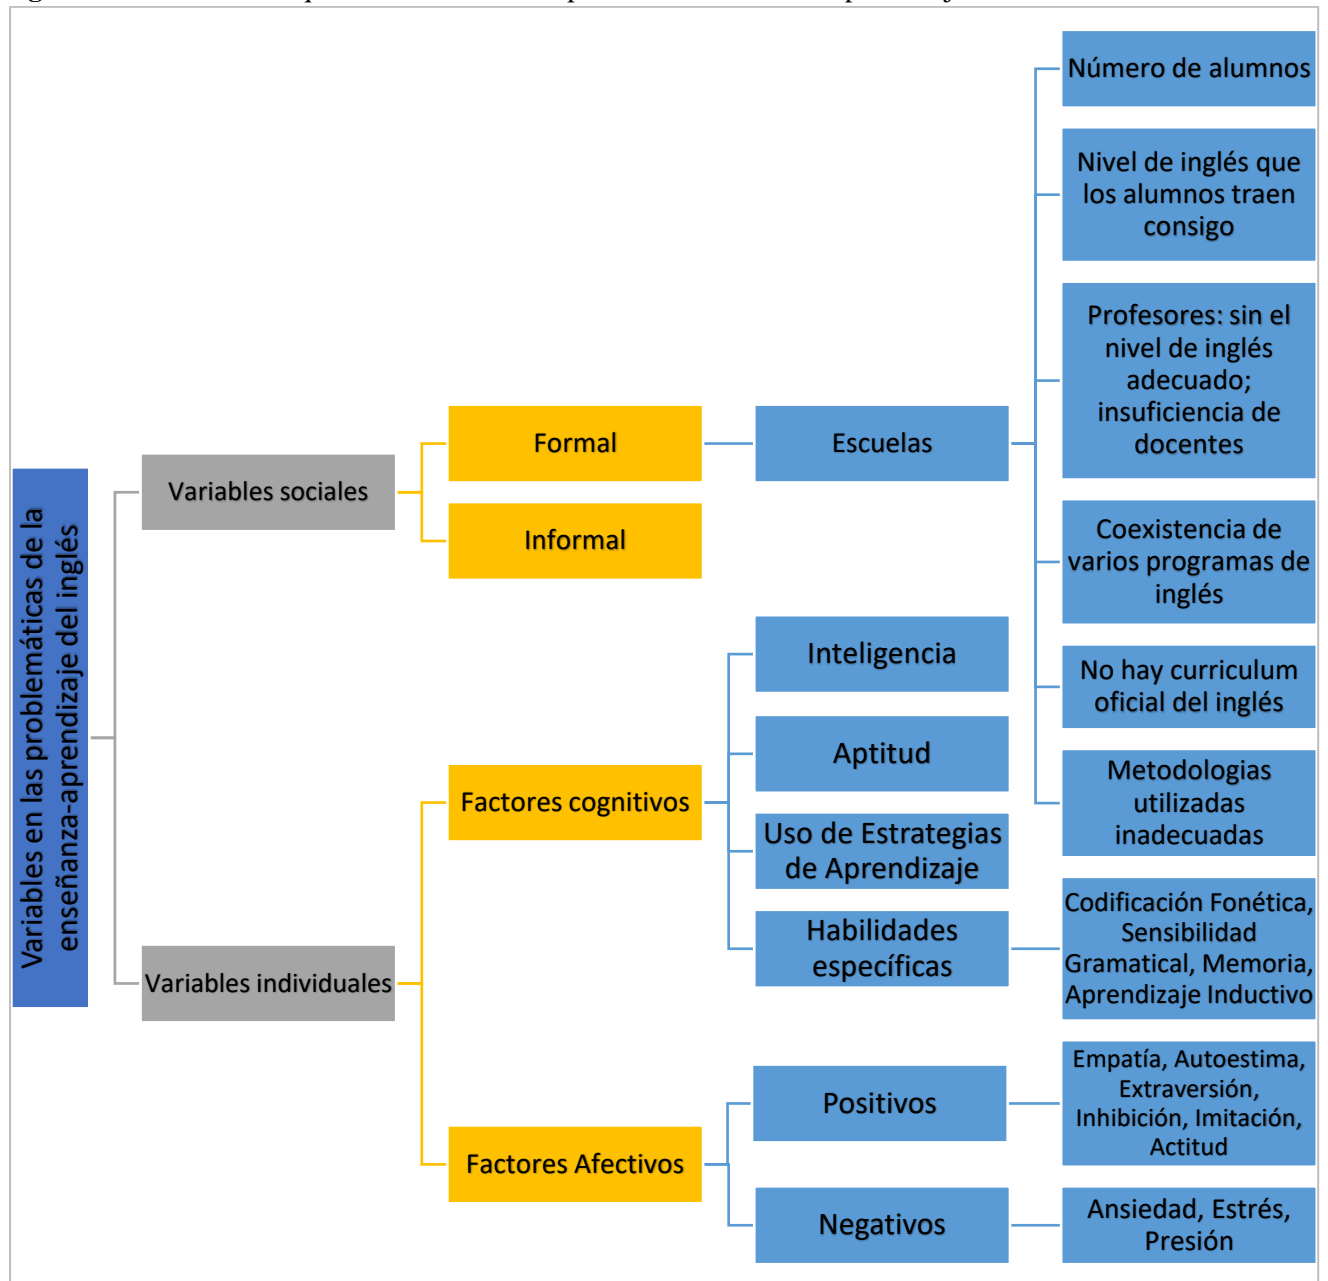 Número de alumnos
Nivel de inglés que
los alumnos traen
consigo
Profesores: sin el
nivel de inglés
adecuado;
insuficiencia de
docentes
Formal
Escuelas
Variables sociales
Informal
Coexistencia de
varios programas de
inglés
Variables en las problemáticas de la
enseñanza-aprendizaje del inglés
Inteligencia
No hay curriculum
oficial del inglés
Aptitud
Metodologias
utilizadas
inadecuadas
Factores cognitivos
Uso de Estrategias
de Aprendizaje
Habilidades
específicas
Codificación Fonética,
Sensibilidad
Gramatical, Memoria,
Aprendizaje Inductivo
Variables individuales
Positivos
Empatía, Autoestima,
Extraversión,
Inhibición, Imitación,
Actitud
Factores Afectivos
Negativos
Ansiedad, Estrés,
Presión